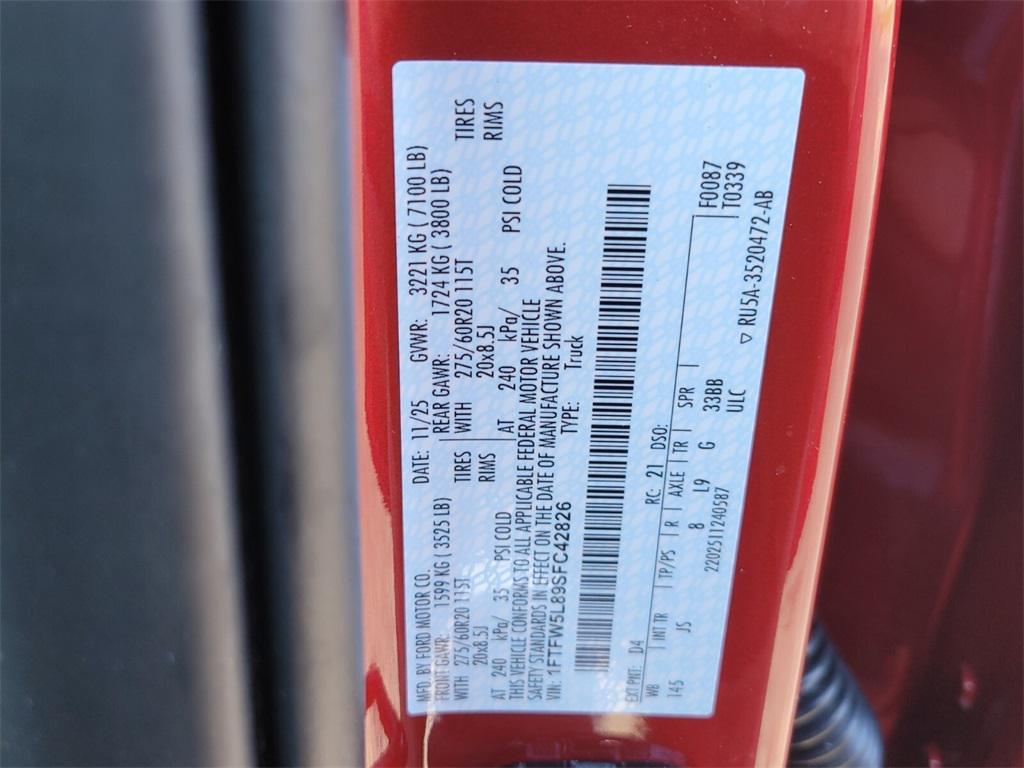 MFD. BY FORD MOTOR CO.
DATE: 11/25 GVWR: 3221 KG ( 7100 LB)
FRONT GAWR: 1599 KG ( 3525 LB) REAR GAWR: 1724 KG ( 3800 LB)
WITH 275/60R20 115T TIRES WITH 275/60R20 115T TIRES
20x8.5J RIMS 20x8.5J RIMS
AT 240 kPa/ 35 PSI COLD AT 240 kPa/ 35 PSI COLD
THIS VEHICLE CONFORMS TO ALL APPLICABLE FEDERAL MOTOR VEHICLE
SAFETY STANDARDS IN EFFECT ON THE DATE OF MANUFACTURE SHOWN ABOVE.
VIN: 1FTFW5L89SFC42826 TYPE: Truck
EXT PNT: D4 RC: 21 DSO:
WB INT TR TP/PS R AXLE TR SPR F0087
145 JS 8 L9 G 33BB T0339
ULC
2202511240587 RU5A-3520472-AB